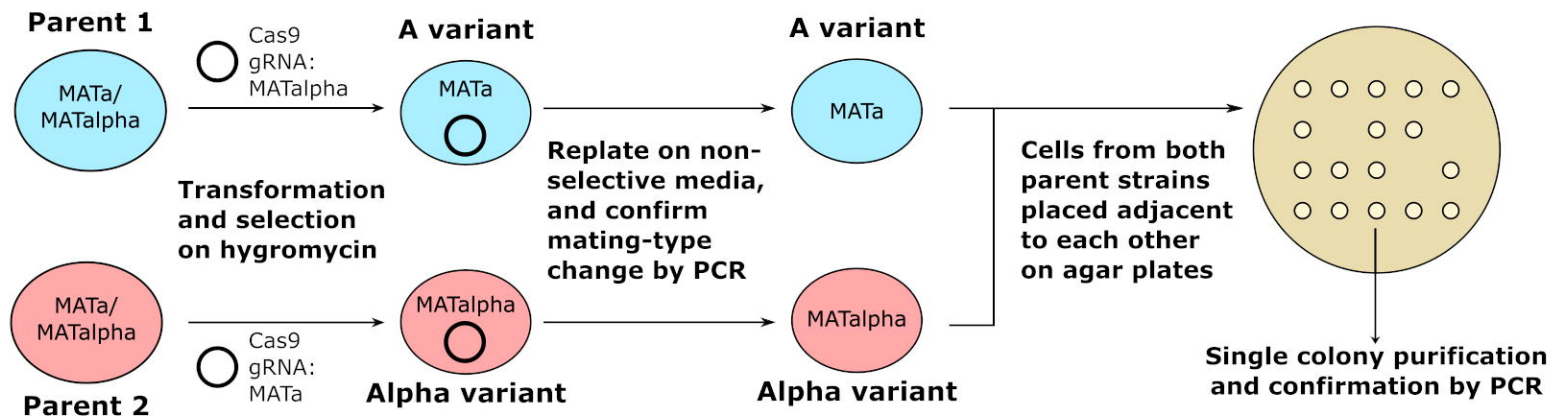 Parent 1
MATa/
MATalpha
Cas9
gRNA:
MATalpha
A variant
MATa
A variant
MATa
Transformation
and selection
on hygromycin
Replate on non-
selective media,
and confirm
mating-type
change by PCR
Cells from both
parent strains
placed adjacent
to each other
on agar plates
MATa/
MATalpha
Parent 2
Cas9
gRNA:
MATa
MATalpha
Alpha variant
MATalpha
Alpha variant
Single colony purification
and confirmation by PCR